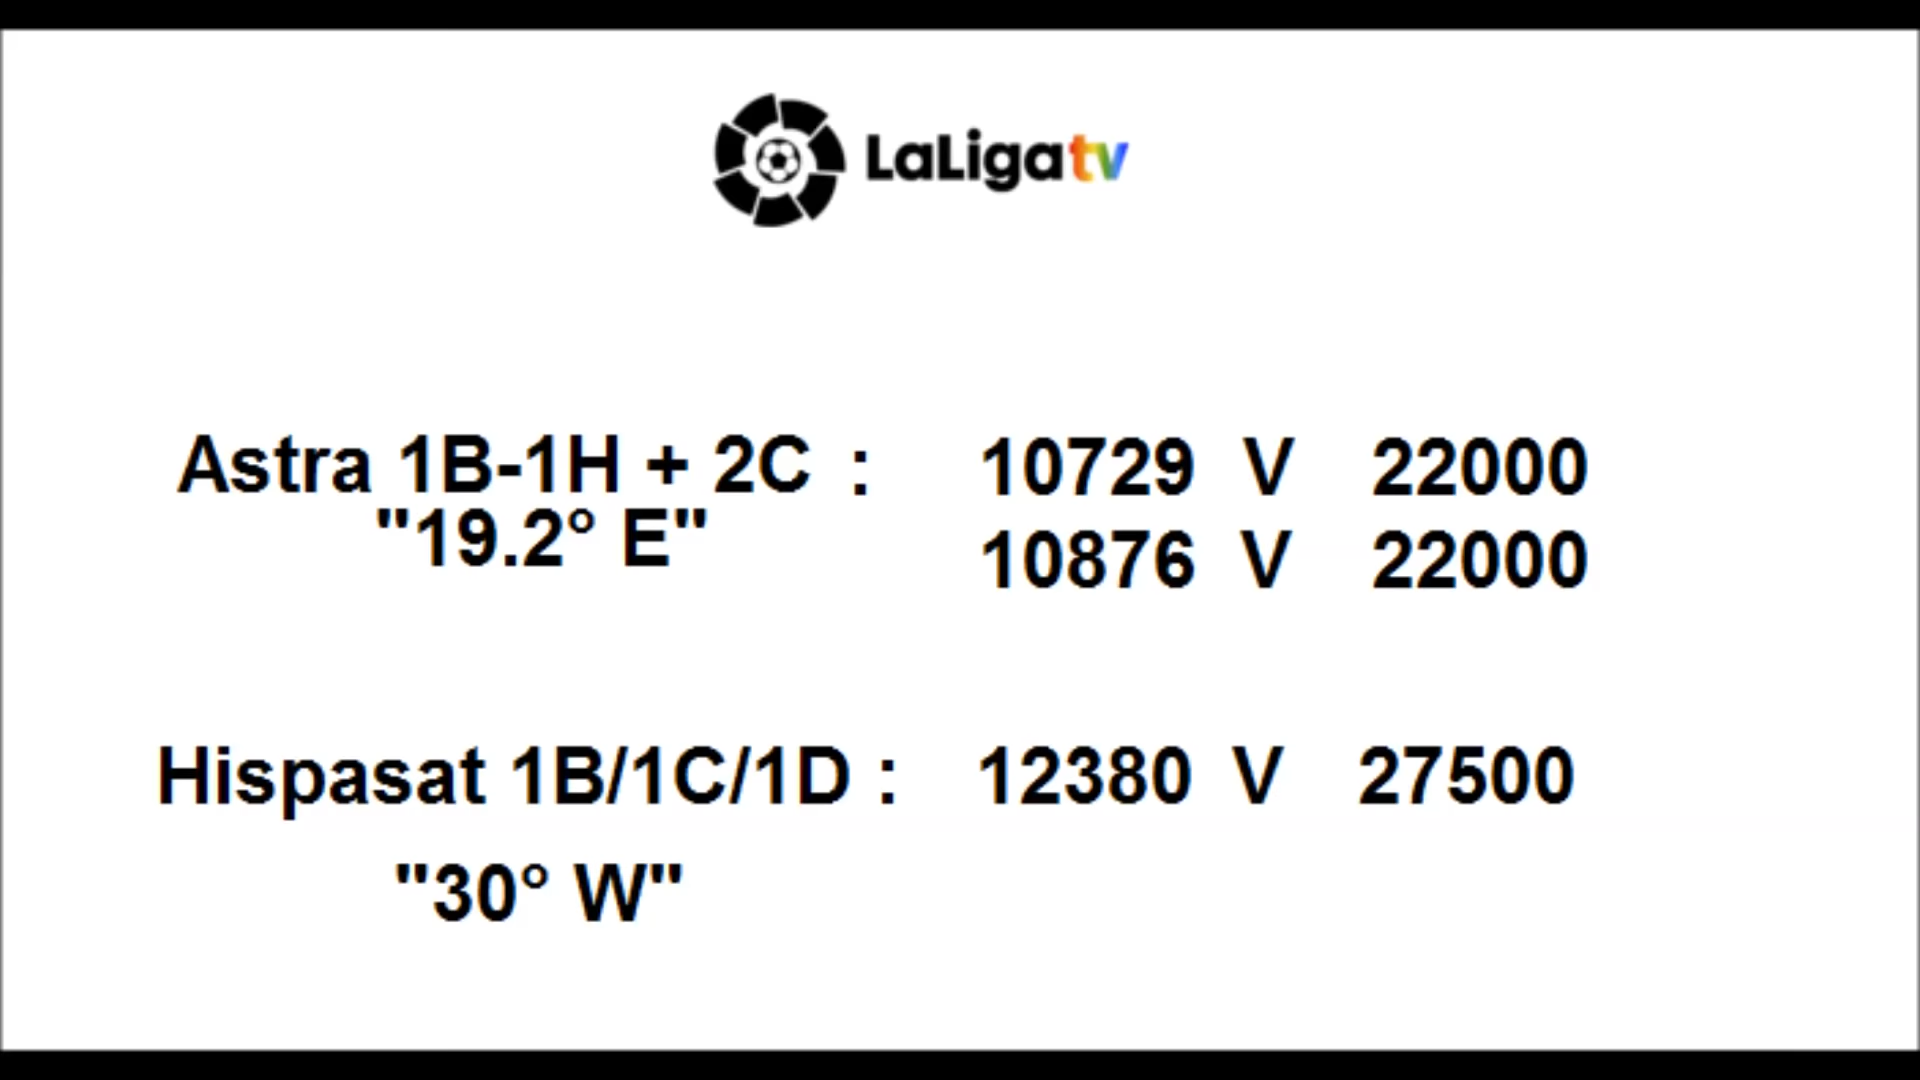 LaLigatv
Astra 1B-1H + 2C : 10729 V 22000
"19.2° E"
10876 V 22000
Hispasat 1B/1C/1D : 12380 V 27500
"30° W"